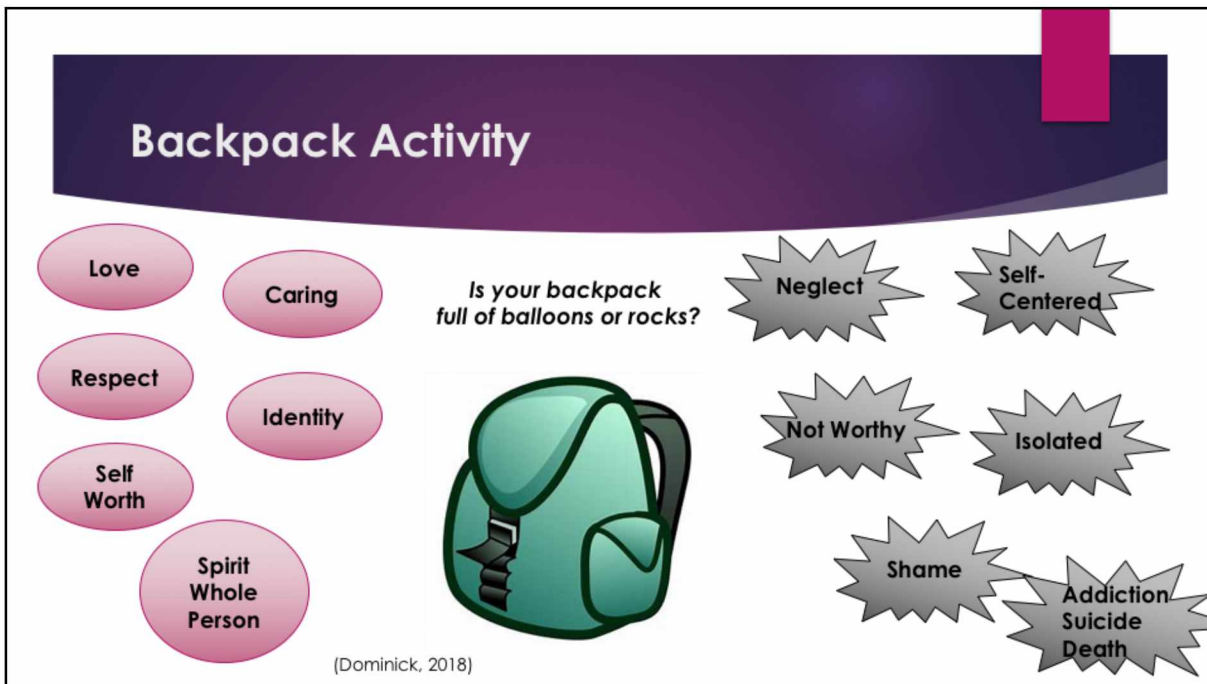 Backpack Activity
Love
Caring
Respect
Identity
Self
Worth
Spirit
Whole
Person
Is your backpack
full of balloons or rocks?
(Dominick, 2018)
Neglect
Self-
Centered
Not Worthy
Isolated
Shame
Addiction
Suicide
Death